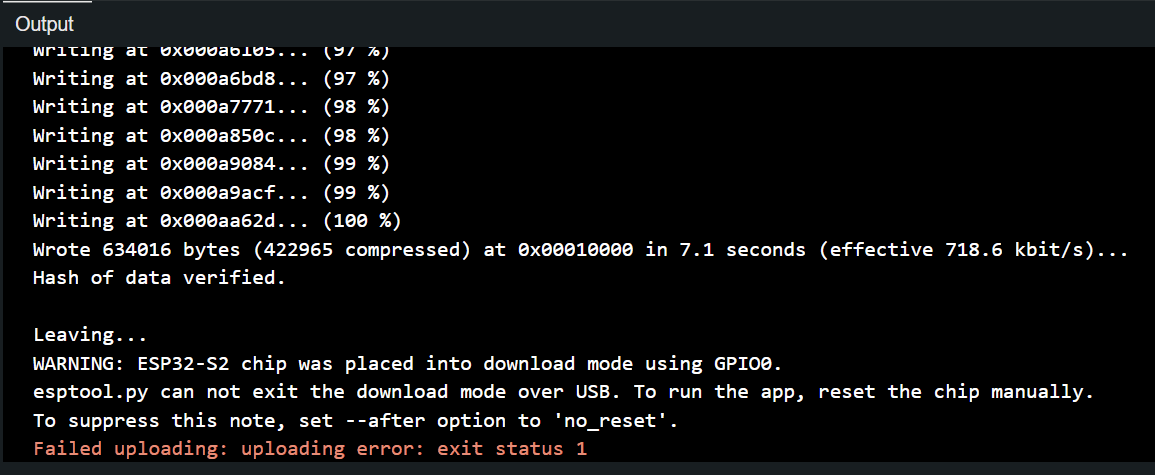 Output
Writing at 0x000a6105... (97 %)
Writing at 0x000a6bd8... (97 %)
Writing at 0x000a7771... (98 %)
Writing at 0x000a850c... (98 %)
Writing at 0x000a9084... (99 %)
Writing at 0x000a9acf... (99 %)
Writing at 0x000aa62d... (100 %)
Wrote 634016 bytes (422965 compressed) at 0x00010000 in 7.1 seconds (effective 718.6 kbit/s)...
Hash of data verified.
Leaving...
WARNING: ESP32-S2 chip was placed into download mode using GPIO0.
esptool.py can not exit the download mode over USB. To run the app, reset the chip manually.
To suppress this note, set --after option to 'no_reset'.
Failed uploading: uploading error: exit status 1